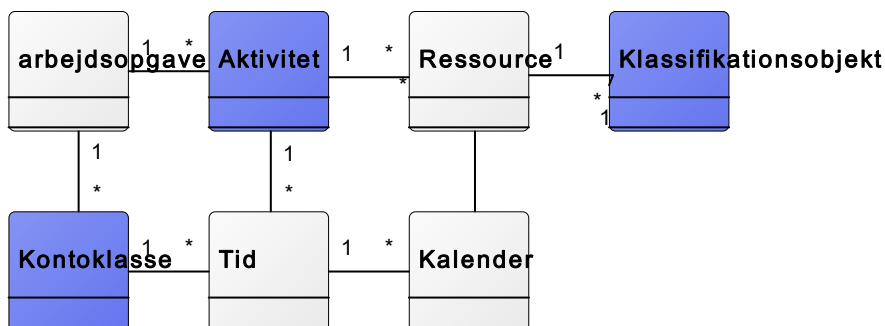 1 * 1 * 1
arbejdsopgave Aktivitet Ressource Klassifikationsobjekt
* *
1
1 1
* *
1 * 1 *
Kontoklasse Tid Kalender